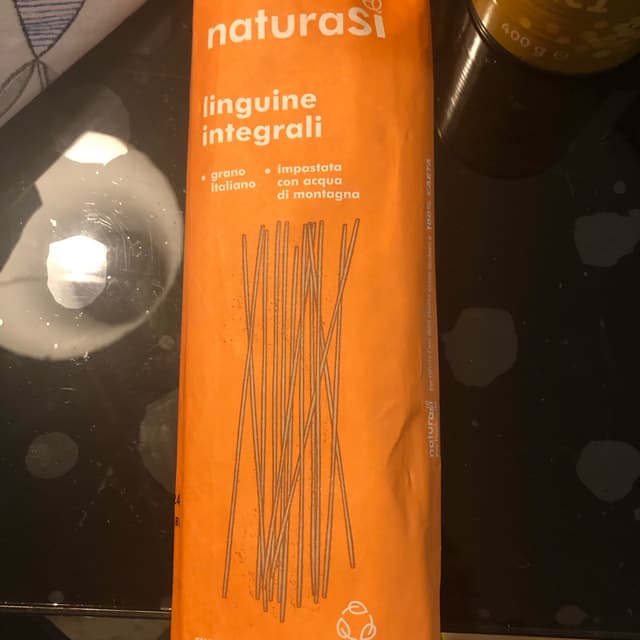 naturasì
linguine
integrali
• grano
italiano
• impastata
con acqua
di montagna
400 g e
100% CARTA
naturasì